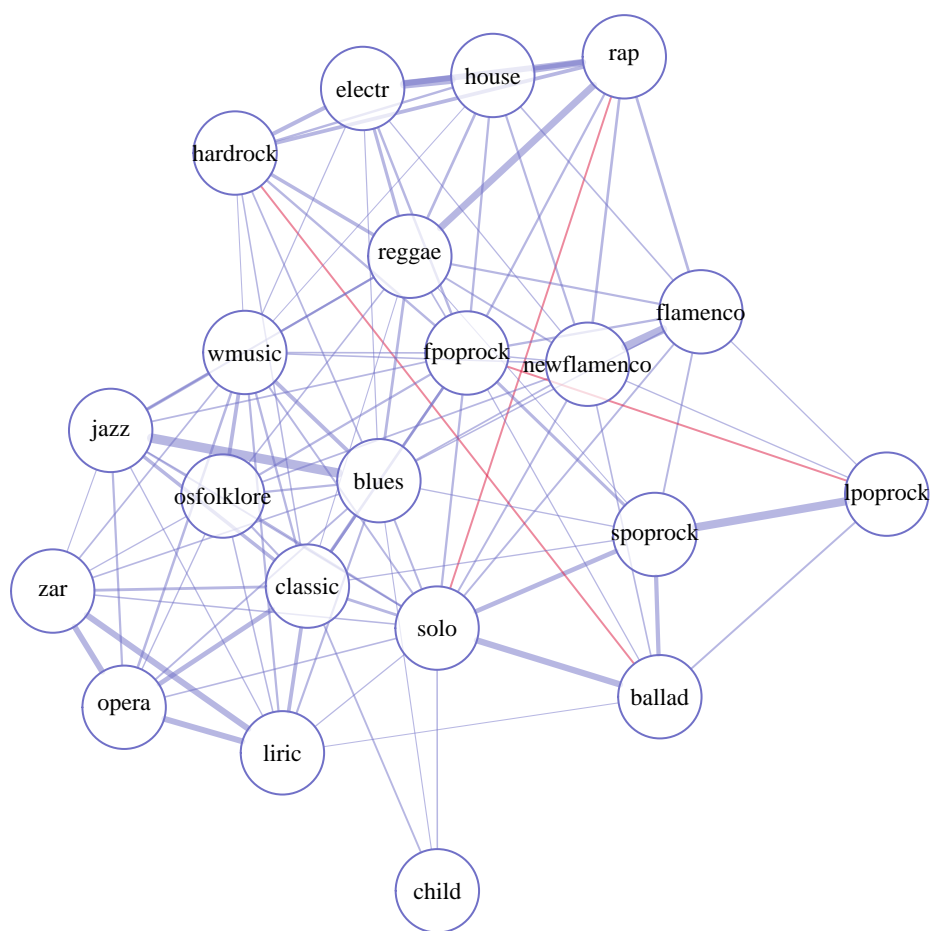 rap
house
electr
hardrock
reggae
flamenco
wmusic
fpoprock
newflamenco
jazz
blues
osfolklore
lpoprock
spoprock
zar
classic
solo
opera
ballad
liric
child